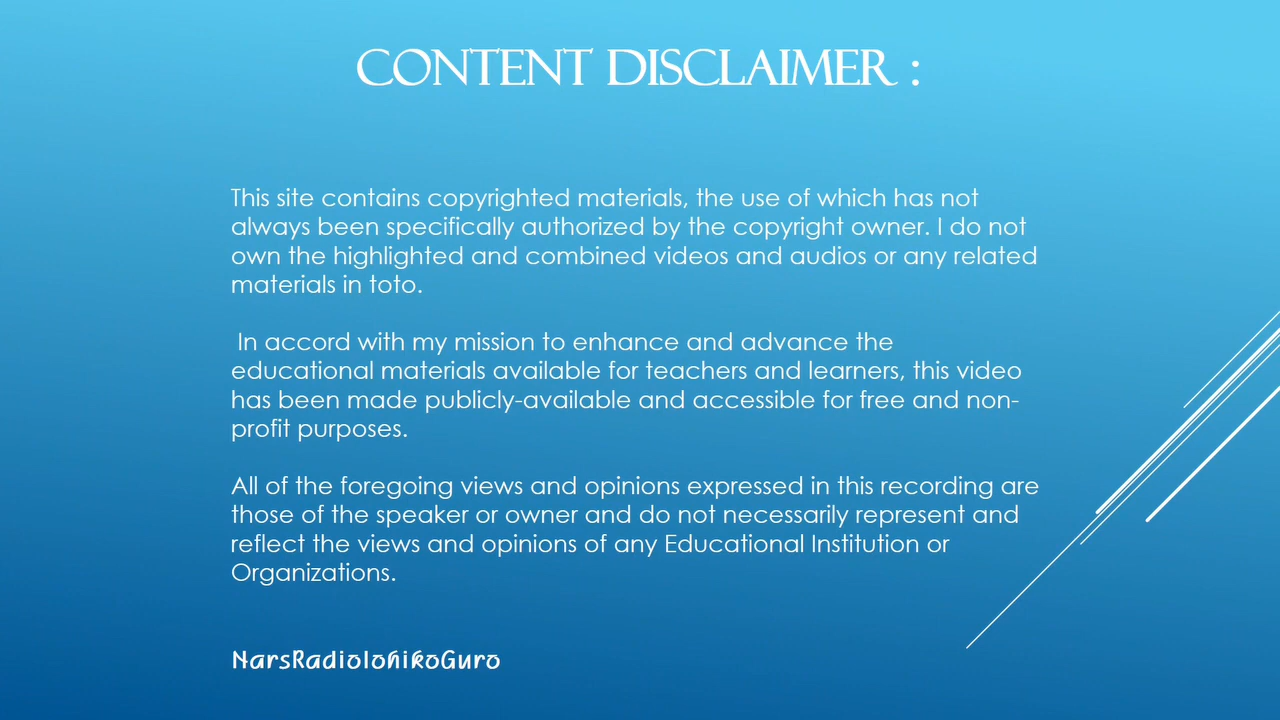 CONTENT DISCLAIMER :
This site contains copyrighted materials, the use of which has not
always been specifically authorized by the copyright owner. I do not
own the highlighted and combined videos and audios or any related
materials in toto.
In accord with my mission to enhance and advance the
educational materials available for teachers and learners, this video
has been made publicly-available and accessible for free and non-
profit purposes.
All of the foregoing views and opinions expressed in this recording are
those of the speaker or owner and do not necessarily represent and
reflect the views and opinions of any Educational Institution or
Organizations.
NarsRadiolohikoGuro